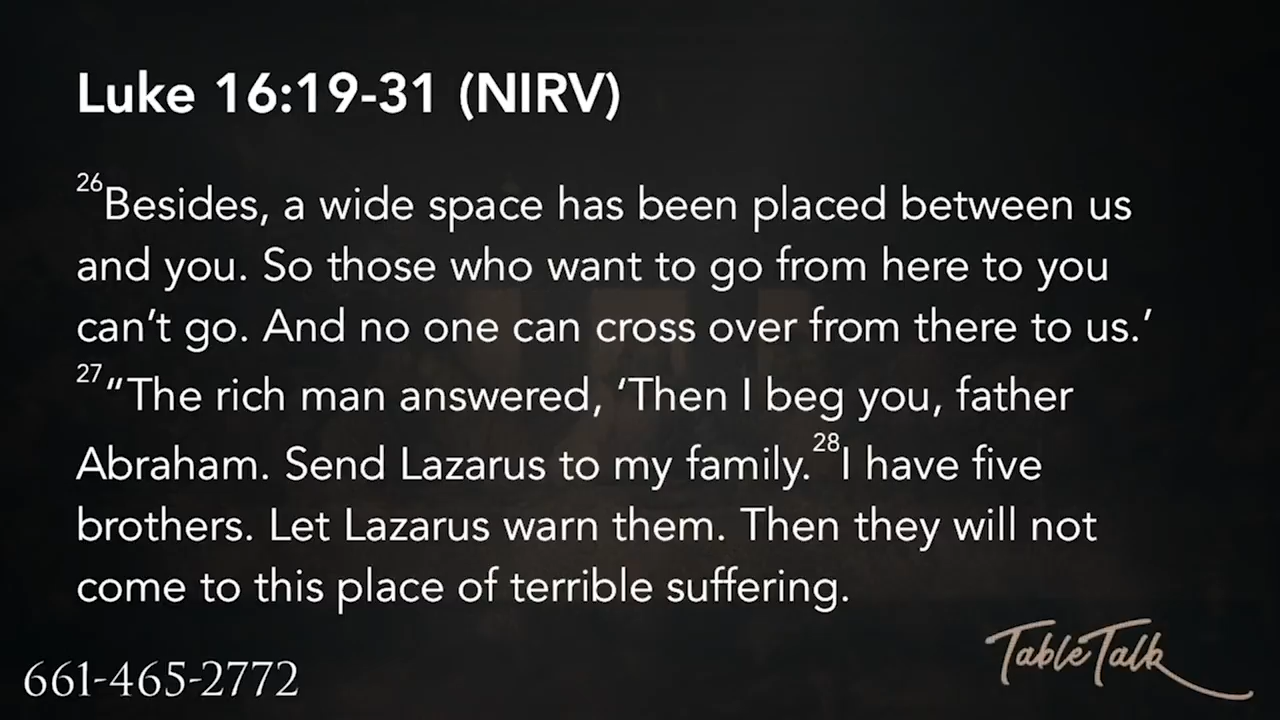 Luke 16:19-31 (NIRV)
26Besides, a wide space has been placed between us
and you. So those who want to go from here to you
can’t go. And no one can cross over from there to us.’
27“The rich man answered, ‘Then I beg you, father
Abraham. Send Lazarus to my family.28I have five
brothers. Let Lazarus warn them. Then they will not
come to this place of terrible suffering.
661-465-2772
TableTalk